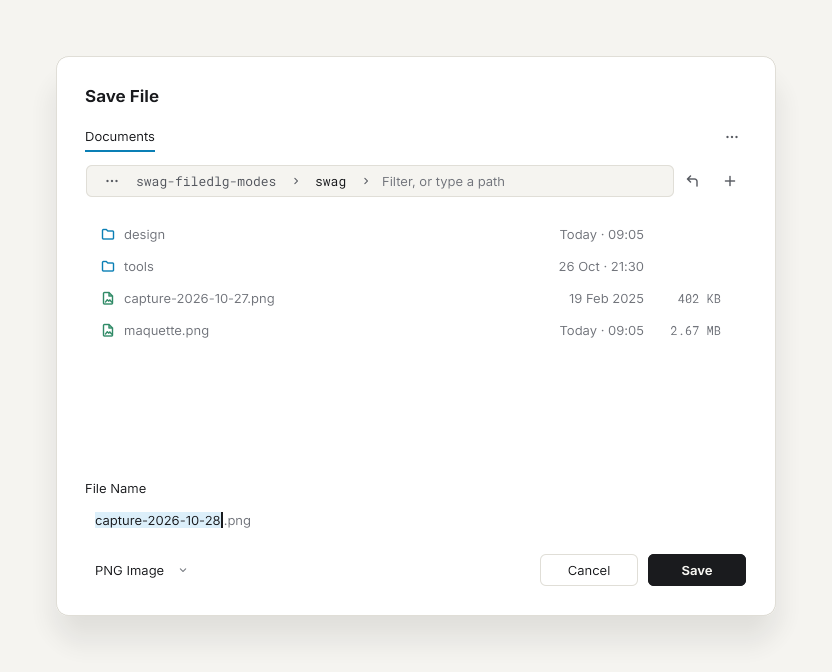 Save File
Documents
swag-filedlg-modes › swag › Filter, or type a path
design Today · 09:05
tools 26 Oct · 21:30
capture-2026-10-27.png 19 Feb 2025 402 KB
maquette.png Today · 09:05 2.67 MB
File Name
capture-2026-10-28.png
PNG Image Cancel Save